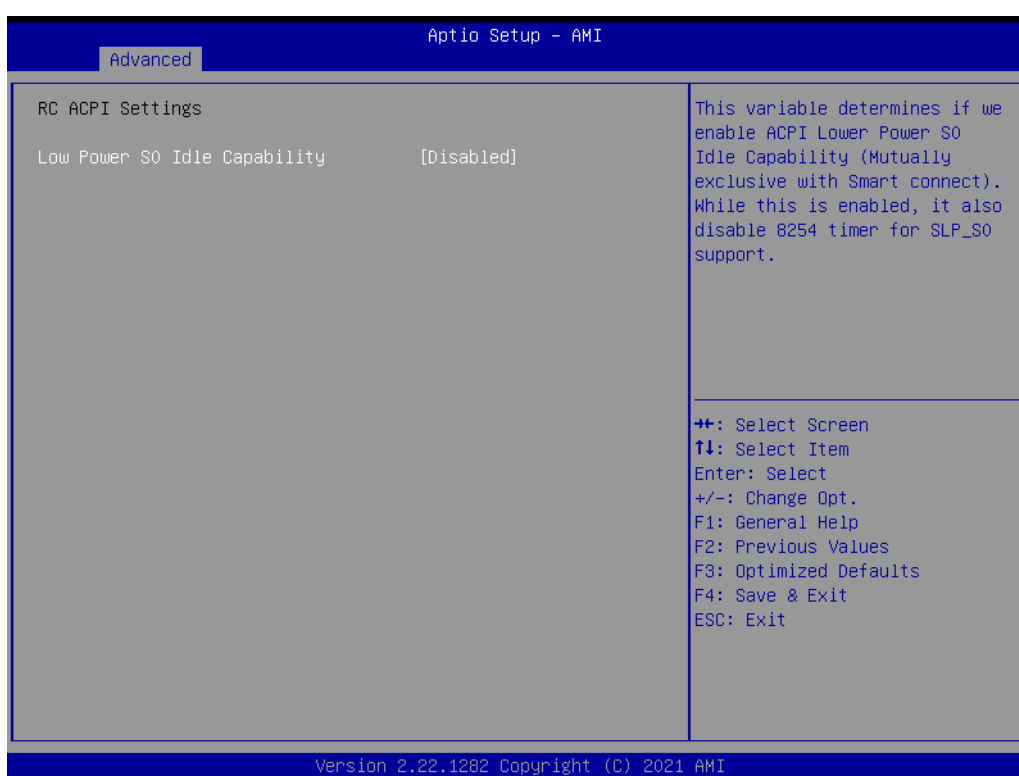 Aptio Setup – AMI
Advanced
RC ACPI Settings
Low Power S0 Idle Capability [Disabled]
This variable determines if we
enable ACPI Lower Power S0
Idle Capability (Mutually
exclusive with Smart connect).
While this is enabled, it also
disable 8254 timer for SLP_S0
support.
→←: Select Screen
↑↓: Select Item
Enter: Select
+/-: Change Opt.
F1: General Help
F2: Previous Values
F3: Optimized Defaults
F4: Save & Exit
ESC: Exit
Version 2.22.1282 Copyright (C) 2021 AMI